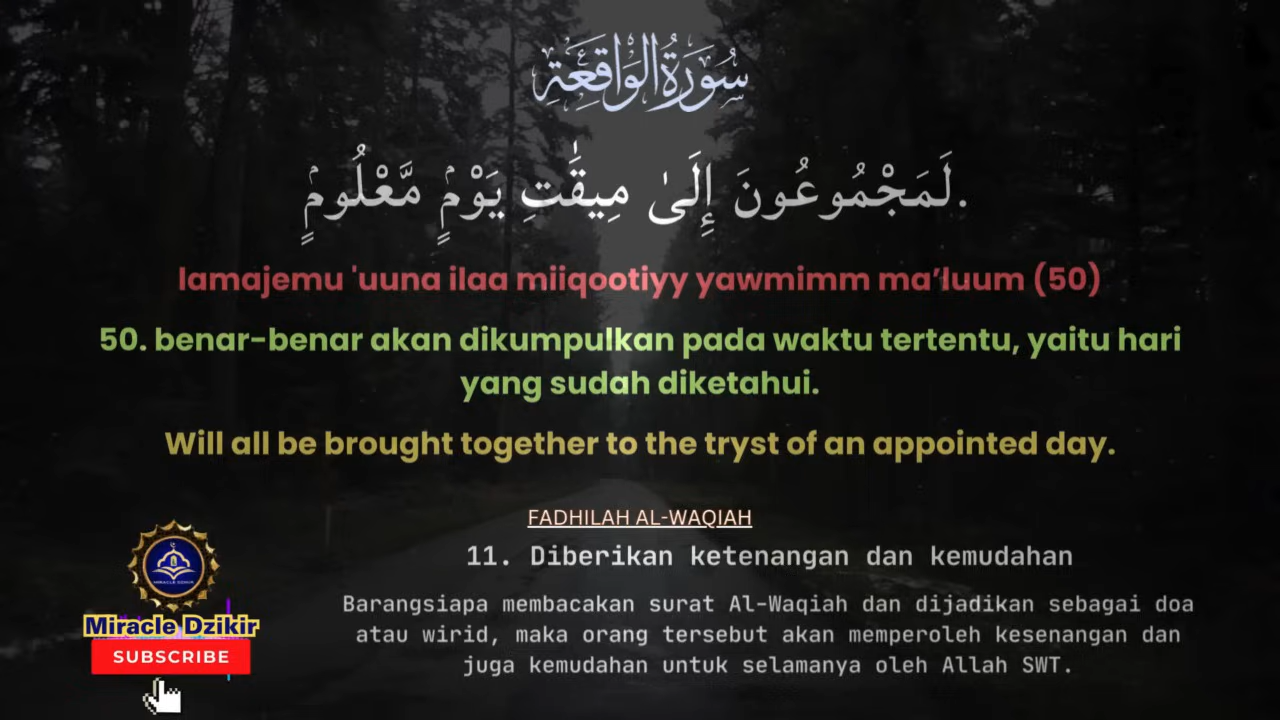 سُورَةُ الْوَاقِعَةِ
لَمَجْمُوعُونَ إِلَىٰ مِيقَٰتِ يَوْمٍۢ مَّعْلُومٍۢ.
lamajemu 'uuna ilaa miiqootiyy yawmimm ma’luum (50)
50. benar-benar akan dikumpulkan pada waktu tertentu, yaitu hari
yang sudah diketahui.
Will all be brought together to the tryst of an appointed day.
FADHILAH AL-WAQIAH
11. Diberikan ketenangan dan kemudahan
Barangsiapa membacakan surat Al-Waqiah dan dijadikan sebagai doa
atau wirid, maka orang tersebut akan memperoleh kesenangan dan
juga kemudahan untuk selamanya oleh Allah SWT.
MIRACLE DZIKIR
Miracle Dzikir
SUBSCRIBE